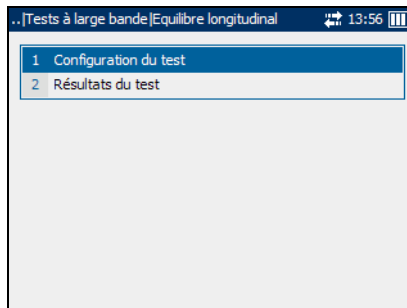 ..|Tests à large bande|Equilibre longitudinal 13:56
1 Configuration du test
2 Résultats du test